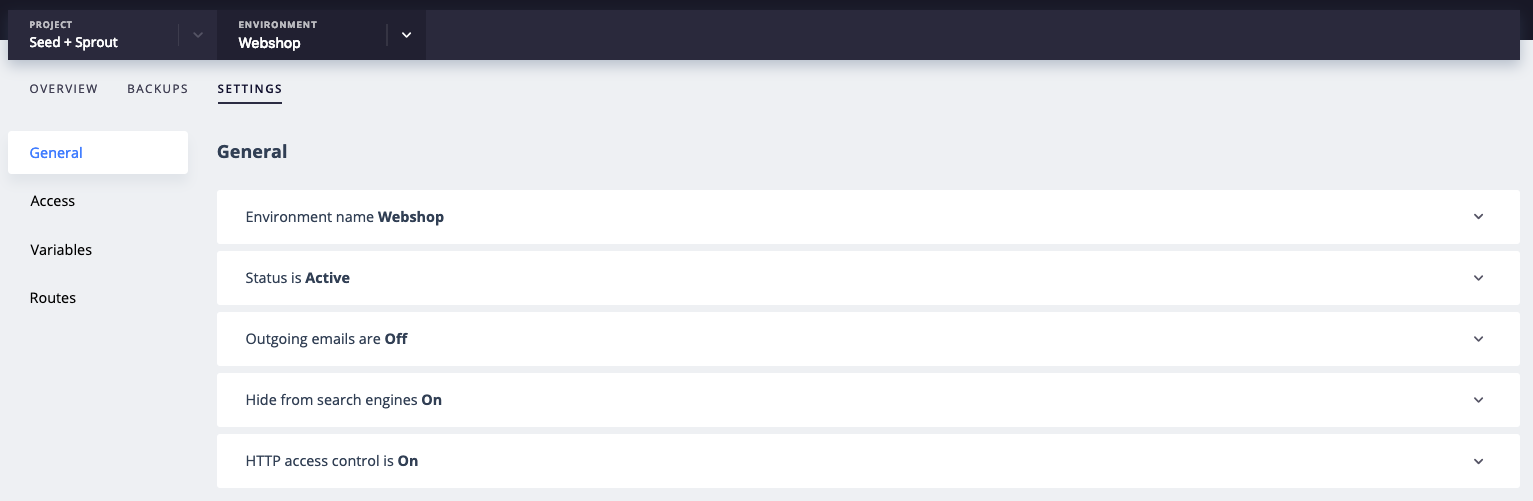 PROJECT
Seed + Sprout
ENVIRONMENT
Webshop
OVERVIEW
BACKUPS
SETTINGS
General
Access
Variables
Routes
General
Environment name Webshop
Status is Active
Outgoing emails are Off
Hide from search engines On
HTTP access control is On